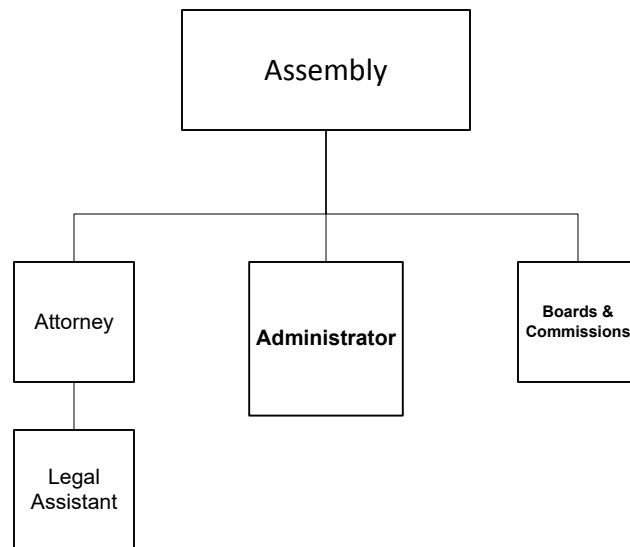 Assembly
Attorney
Administrator
Boards &
Commissions
Legal
Assistant